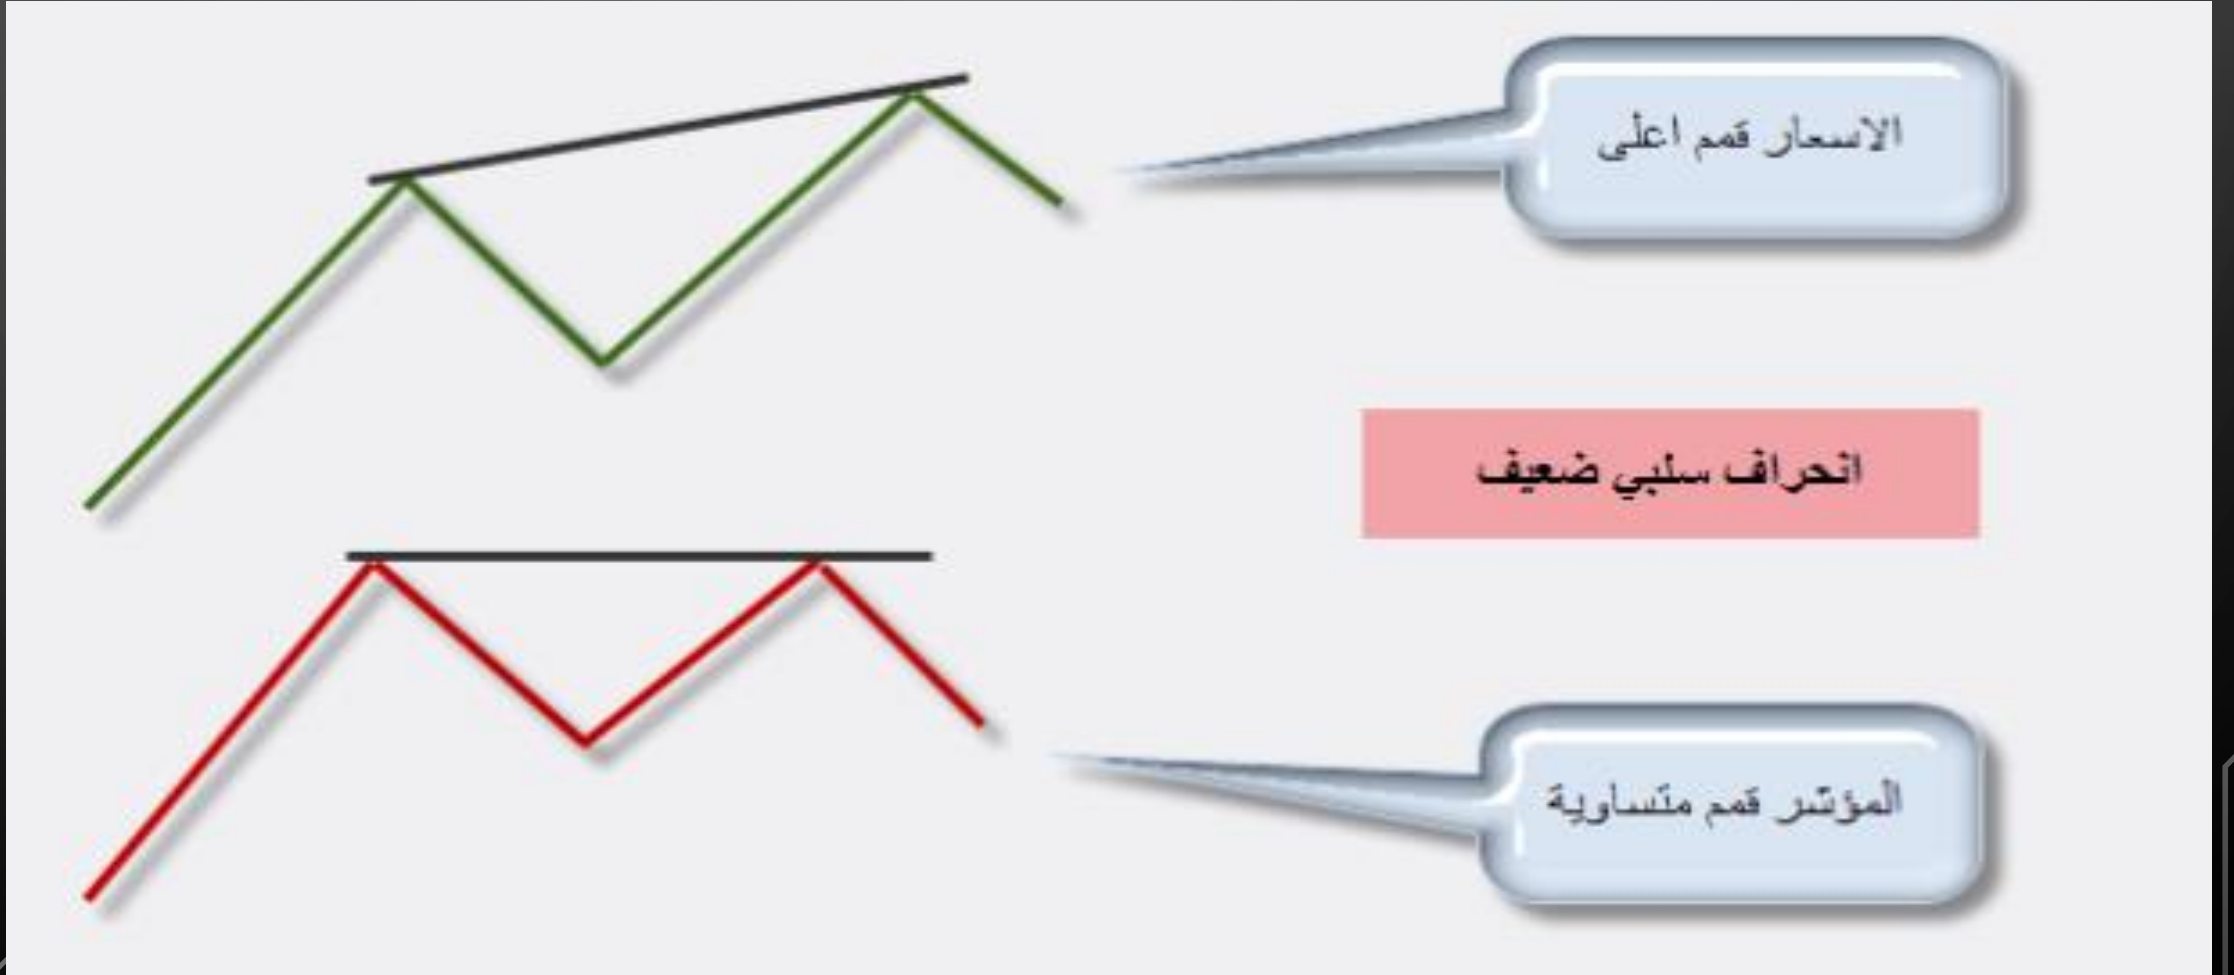 الاسعار قمم اعلى
انحراف سلبي ضعيف
المؤشر قمم متساوية